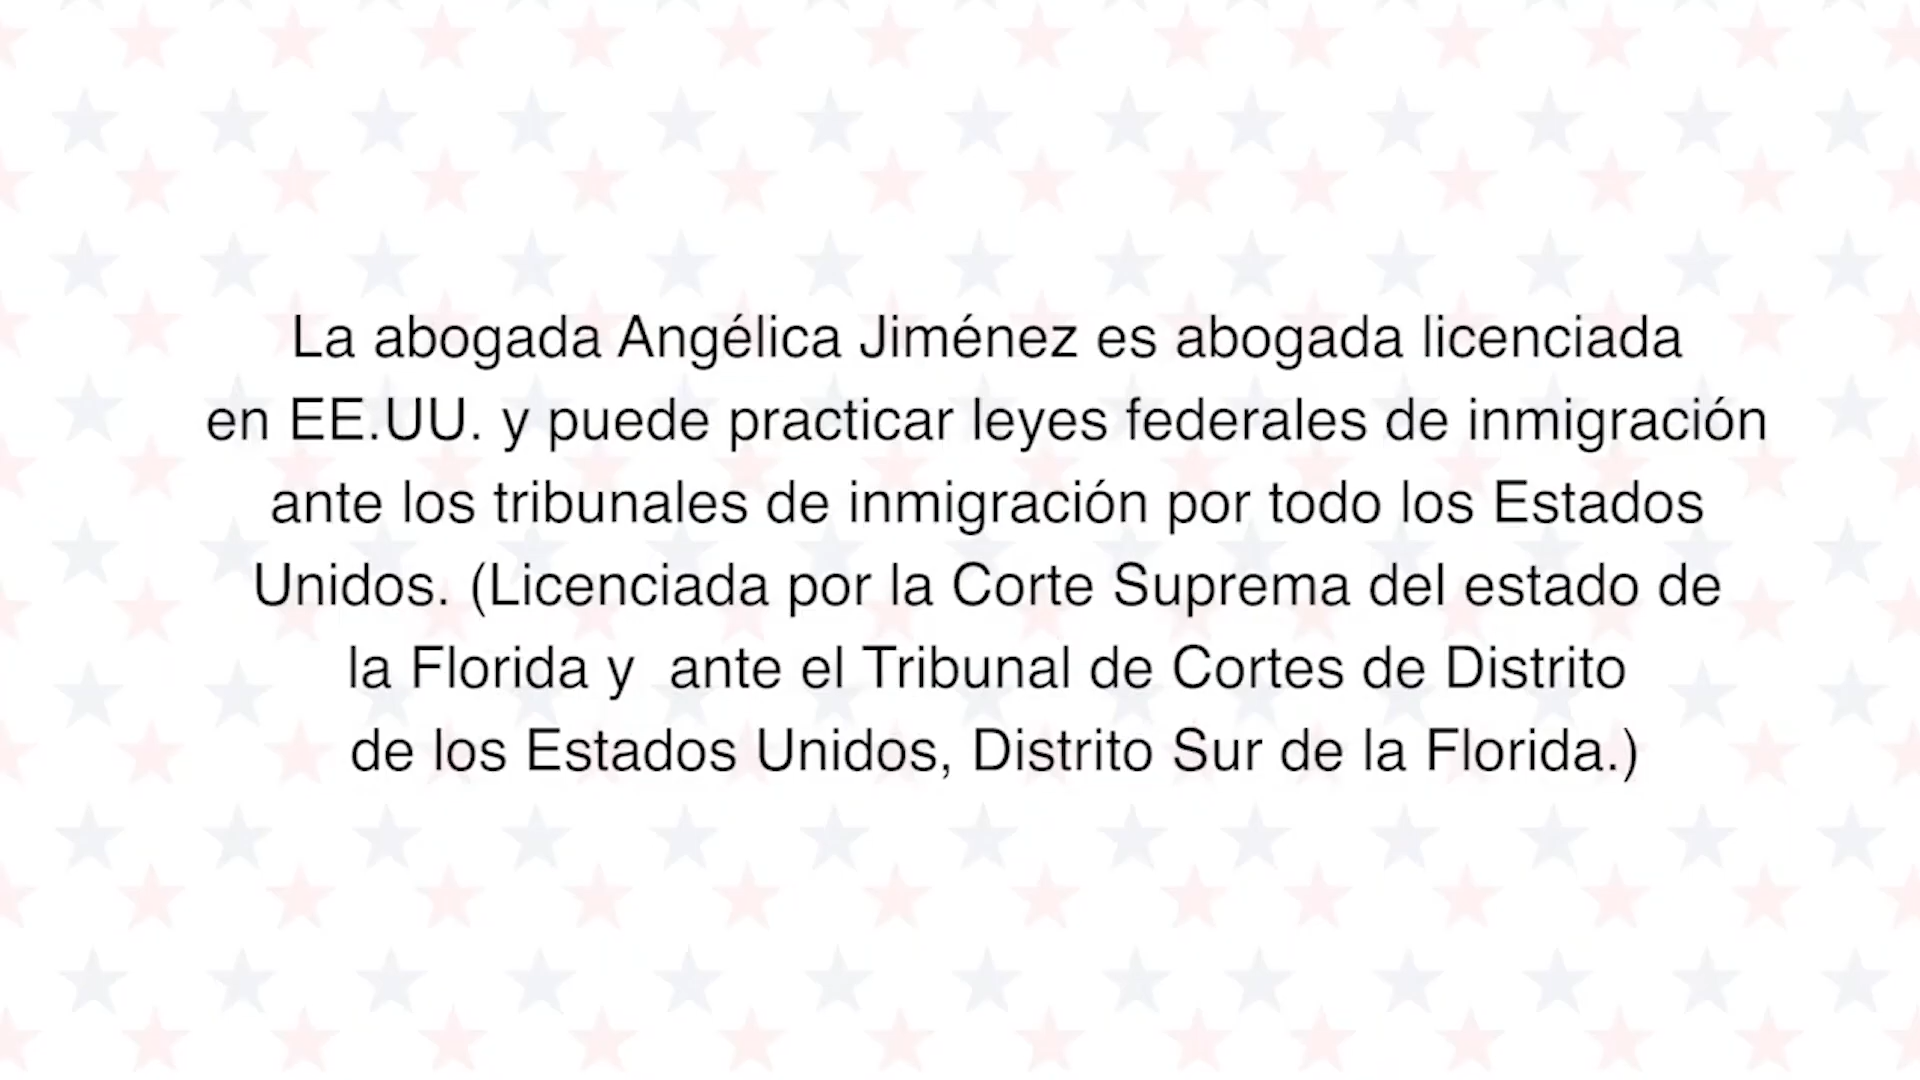 La abogada Angélica Jiménez es abogada licenciada
en EE.UU. y puede practicar leyes federales de inmigración
ante los tribunales de inmigración por todo los Estados
Unidos. (Licenciada por la Corte Suprema del estado de
la Florida y  ante el Tribunal de Cortes de Distrito
de los Estados Unidos, Distrito Sur de la Florida.)